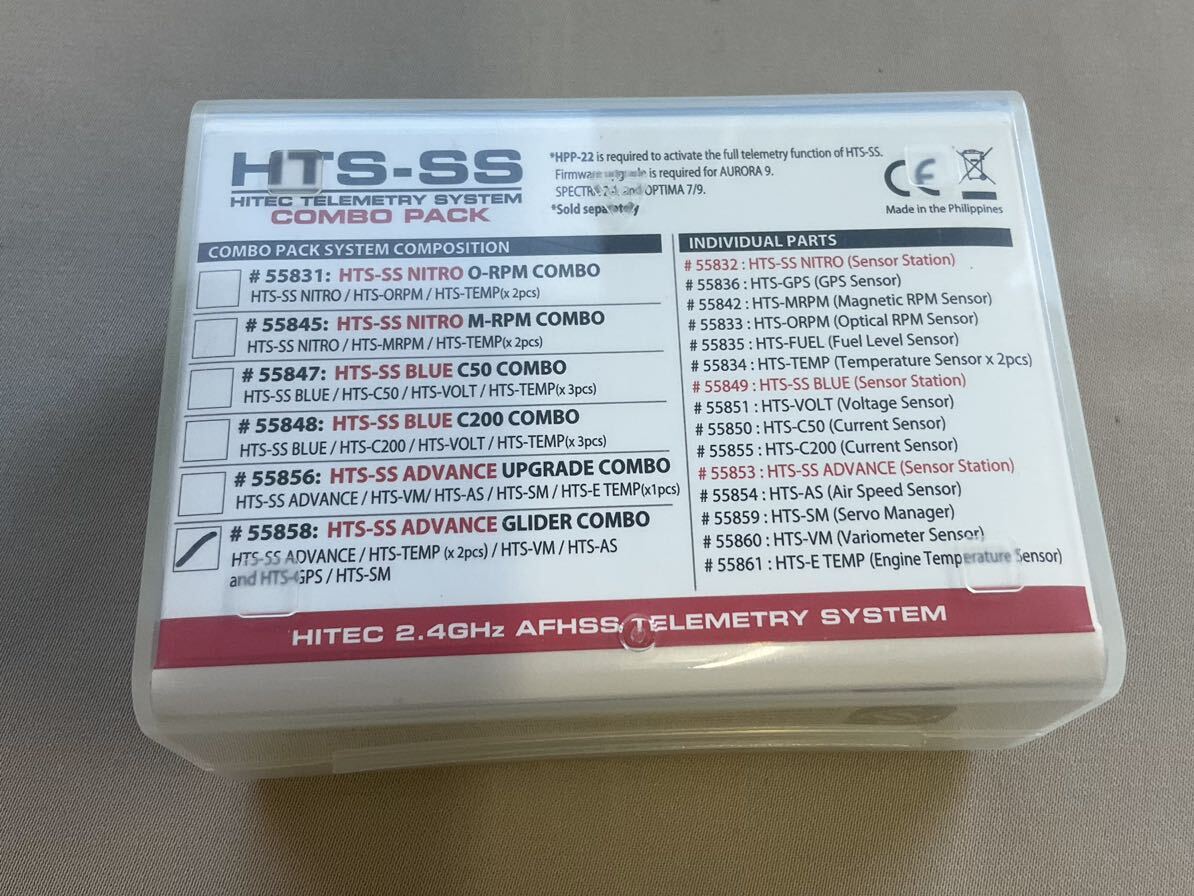 HTS-SS
HITEC TELEMETRY SYSTEM
COMBO PACK
*HPP-22 is required to activate the full telemetry function of HTS-SS.
Firmware upgrade is required for AURORA 9.
SPECTRA and OPTIMA 7/9.
*Sold separately
CE
Made in the Philippines
COMBO PACK SYSTEM COMPOSITION
# 55831: HTS-SS NITRO O-RPM COMBO
HTS-SS NITRO / HTS-ORPM / HTS-TEMP(x 2pcs)
# 55845: HTS-SS NITRO M-RPM COMBO
HTS-SS NITRO / HTS-MRPM / HTS-TEMP(x 2pcs)
# 55847: HTS-SS BLUE C50 COMBO
HTS-SS BLUE / HTS-C50 / HTS-VOLT / HTS-TEMP(x 3pcs)
# 55848: HTS-SS BLUE C200 COMBO
HTS-SS BLUE / HTS-C200 / HTS-VOLT / HTS-TEMP(x 3pcs)
# 55856: HTS-SS ADVANCE UPGRADE COMBO
HTS-SS ADVANCE / HTS-VM/ HTS-AS / HTS-SM / HTS-E TEMP(x1pcs)
# 55858: HTS-SS ADVANCE GLIDER COMBO
HTS-SS ADVANCE / HTS-TEMP (x 2pcs) / HTS-VM / HTS-AS
and HTS-GPS / HTS-SM
INDIVIDUAL PARTS
# 55832 : HTS-SS NITRO (Sensor Station)
# 55836 : HTS-GPS (GPS Sensor)
# 55842 : HTS-MRPM (Magnetic RPM Sensor)
# 55833 : HTS-ORPM (Optical RPM Sensor)
# 55835 : HTS-FUEL (Fuel Level Sensor)
# 55834 : HTS-TEMP (Temperature Sensor x 2pcs)
# 55849 : HTS-SS BLUE (Sensor Station)
# 55851 : HTS-VOLT (Voltage Sensor)
# 55850 : HTS-C50 (Current Sensor)
# 55855 : HTS-C200 (Current Sensor)
# 55853 : HTS-SS ADVANCE (Sensor Station)
# 55854 : HTS-AS (Air Speed Sensor)
# 55859 : HTS-SM (Servo Manager)
# 55860 : HTS-VM (Variometer Sensor)
# 55861 : HTS-E TEMP (Engine Temperature Sensor)
HITEC 2.4GHz AFHSS TELEMETRY SYSTEM